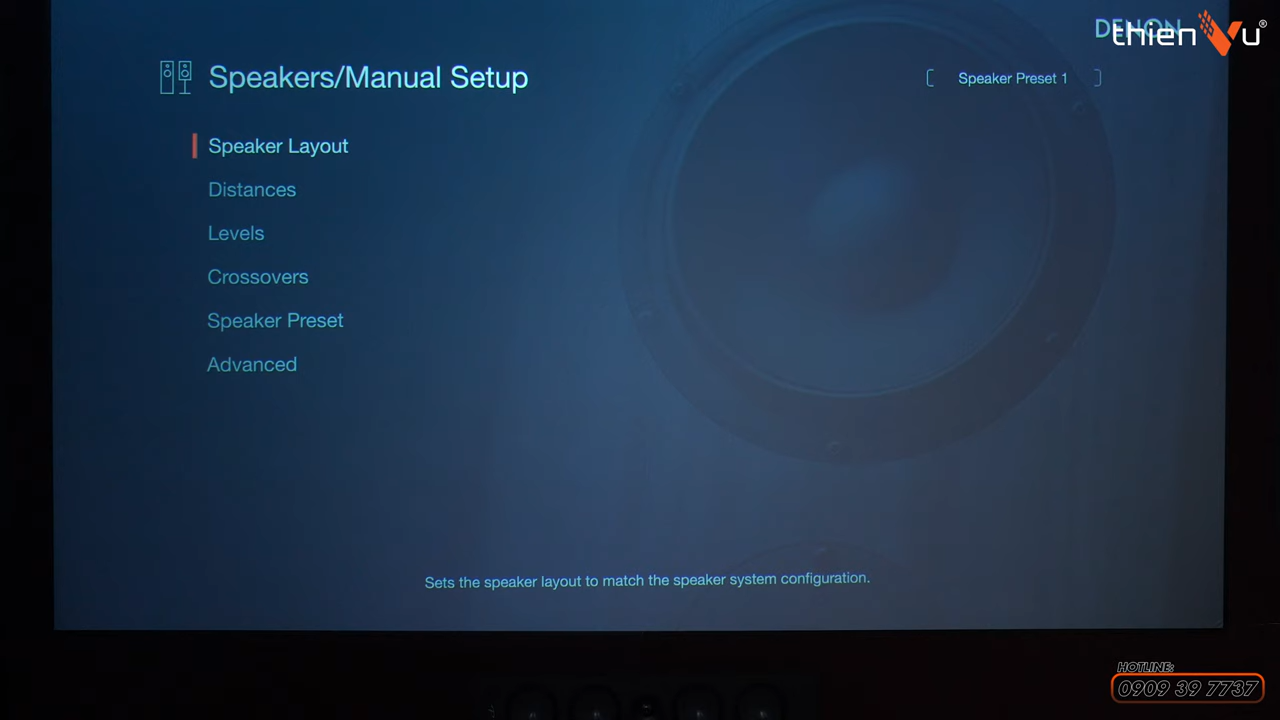 DENON
thienVu®
Speakers/Manual Setup
Speaker Preset 1
Speaker Layout
Distances
Levels
Crossovers
Speaker Preset
Advanced
Sets the speaker layout to match the speaker system configuration.
HOTLINE:
0909 39 7737